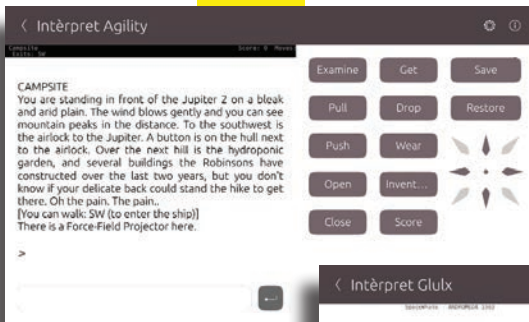 Intèrpret Agility
Campsite Score: 0 Moves
Exits: SW
CAMPSITE
You are standing in front of the Jupiter 2 on a bleak
and arid plain. The wind blows gently and you can see
mountain peaks in the distance. To the southwest is
the airlock to the Jupiter. A button is on the hull next
to the airlock. Over the next hill is the hydroponic
garden, and several buildings the Robinsons have
constructed over the last two years, but you don't
know if your delicate back could stand the hike to get
there. Oh the pain. The pain..
[You can walk: SW (to enter the ship)]
There is a Force-Field Projector here.
>
Examine Get Save
Pull Drop Restore
Push Wear
Open Invent...
Close Score
Intèrpret Glulx